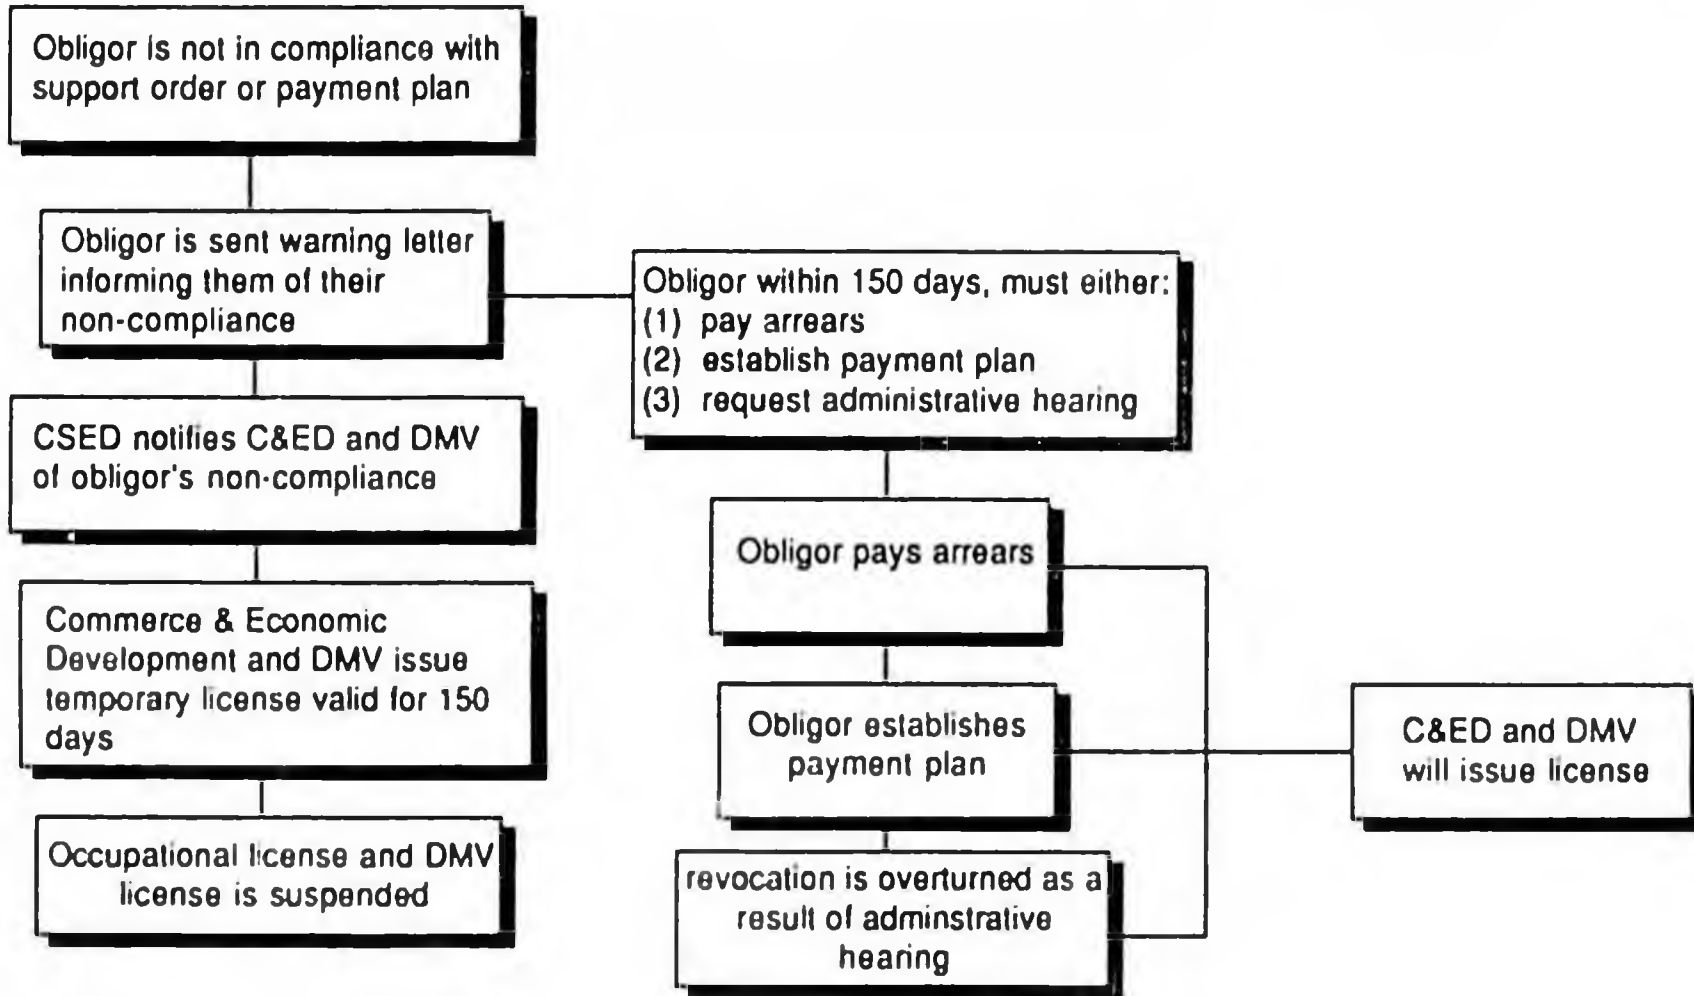 Obligor is not in compliance with
support order or payment plan
Obligor is sent warning letter
informing them of their
non-compliance
CSED notifies C&ED and DMV
of obligor's non-compliance
Commerce & Economic
Development and DMV issue
temporary license valid for 150
days
Occupational license and DMV
license is suspended
Obligor within 150 days, must either:
(1) pay arrears
(2) establish payment plan
(3) request administrative hearing
Obligor pays arrears
Obligor establishes
payment plan
revocation is overturned as a
result of adminstrative
hearing
C&ED and DMV
will issue license